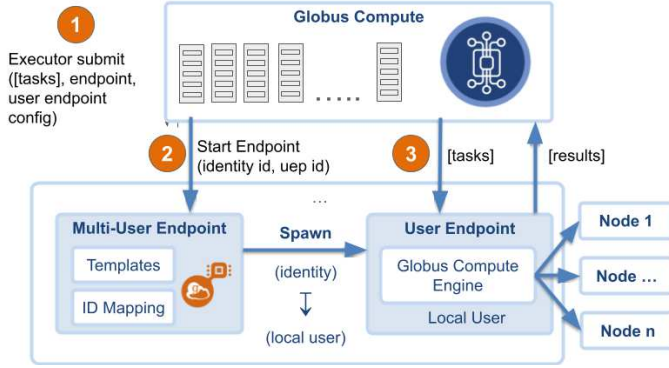 1
Globus Compute
Executor submit
([tasks], endpoint,
user endpoint
config)
.....
2
Start Endpoint
(identity id, uep id)
3
[tasks]
[results]
...
Multi-User Endpoint
Templates
ID Mapping
Spawn
(identity)
(local user)
User Endpoint
Globus Compute
Engine
Local User
Node 1
Node ...
Node n